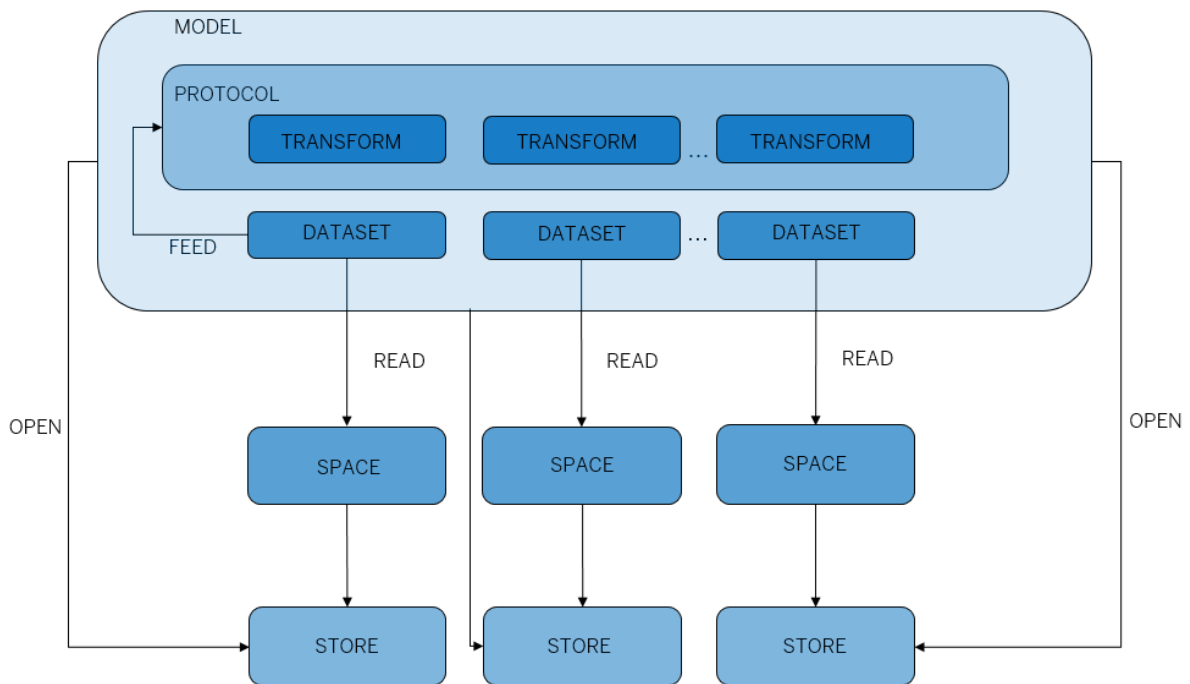 MODEL
PROTOCOL
TRANSFORM TRANSFORM ... TRANSFORM
DATASET DATASET ... DATASET
FEED
READ READ READ
OPEN OPEN
SPACE SPACE SPACE
STORE STORE STORE